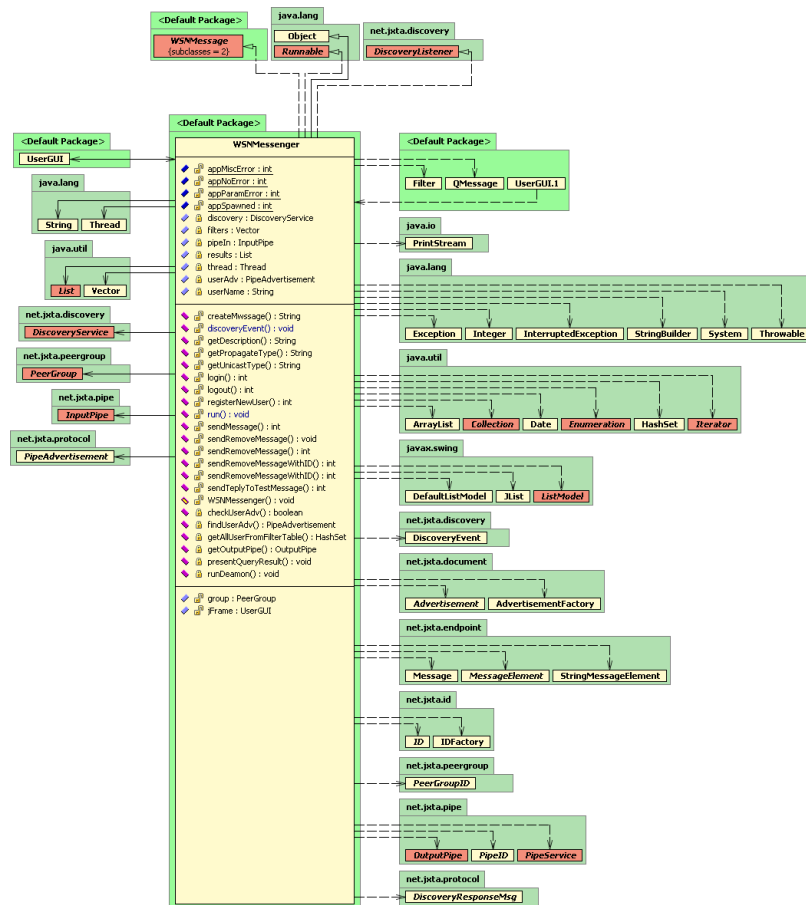 <Default Package>
WSNMessage
{subclasses = 2}
java.lang
Object
Runnable
net.jxta.discovery
DiscoveryListener
<Default Package>
UserGUI
java.lang
String Thread
java.util
List Vector
net.jxta.discovery
DiscoveryService
net.jxta.peergroup
PeerGroup
net.jxta.pipe
InputPipe
net.jxta.protocol
PipeAdvertisement
<Default Package>
WSNMessenger
appMiscError : int
appNoError : int
appParamError : int
appSpawned : int
discovery : DiscoveryService
filters : Vector
pipeIn : InputPipe
results : List
thread : Thread
userAdv : PipeAdvertisement
userName : String
createMwssage() : String
discoveryEvent() : void
getDescription() : String
getPropagateType() : String
getUnicastType() : String
login() : int
logout() : int
registerNewUser() : int
run() : void
sendMessage() : int
sendRemoveMessage() : void
sendRemoveMessage() : int
sendRemoveMessageWithID() : int
sendRemoveMessageWithID() : int
sendTeplyToTestMessage() : int
WSNMessenger() : void
checkUserAdv() : boolean
findUserAdv() : PipeAdvertisement
getAllUserFromFilterTable() : HashSet
getOutputPipe() : OutputPipe
presentQueryResult() : void
runDeamon() : void
group : PeerGroup
jFrame : UserGUI
<Default Package>
Filter QMessage UserGUI.1
java.io
PrintStream
java.lang
Exception Integer InterruptedException StringBuilder System Throwable
java.util
ArrayList Collection Date Enumeration HashSet Iterator
javax.swing
DefaultListModel JList ListModel
net.jxta.discovery
DiscoveryEvent
net.jxta.document
Advertisement AdvertisementFactory
net.jxta.endpoint
Message MessageElement StringMessageElement
net.jxta.id
ID IDFactory
net.jxta.peergroup
PeerGroupID
net.jxta.pipe
OutputPipe PipeID PipeService
net.jxta.protocol
DiscoveryResponseMsg